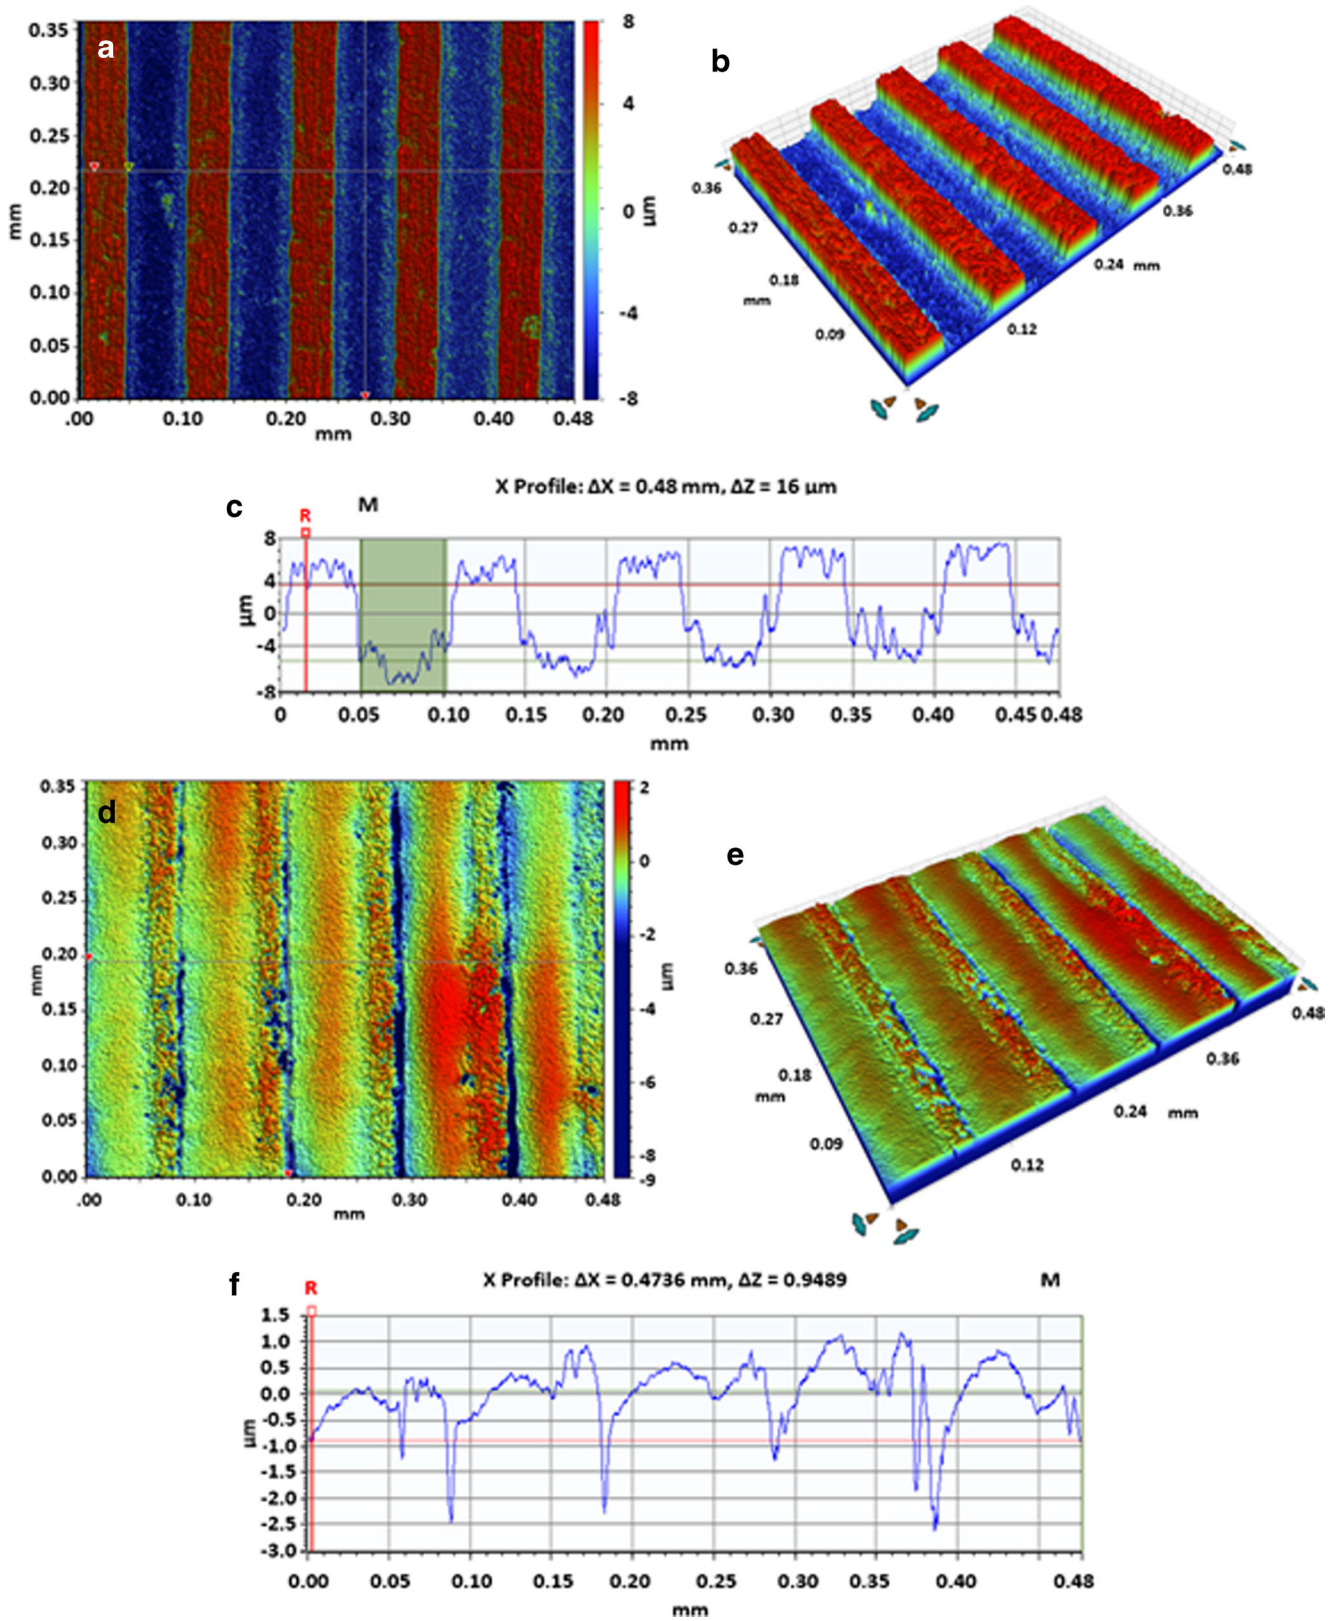 a
0.35
0.30
0.25
0.20
0.15
0.10
0.05
0.00
mm
.00 0.10 0.20 0.30 0.40 0.48
mm
8
4
0
-4
-8
µm
b
0.36
0.27
0.18
mm
0.09
0.12
0.24 mm
0.36
0.48
c
X Profile: ΔX = 0.48 mm, ΔZ = 16 µm
R
M
8
4
0
-4
-8
µm
0 0.05 0.10 0.15 0.20 0.25 0.30 0.35 0.40 0.45 0.48
mm
d
0.35
0.30
0.25
0.20
0.15
0.10
0.05
0.00
mm
.00 0.10 0.20 0.30 0.40 0.48
mm
2
0
-2
-4
-6
-8
-9
µm
e
0.36
0.27
0.18
mm
0.09
0.12
0.24 mm
0.36
0.48
f
X Profile: ΔX = 0.4736 mm, ΔZ = 0.9489
R
M
1.5
1.0
0.5
0.0
-0.5
-1.0
-1.5
-2.0
-2.5
-3.0
µm
0.00 0.05 0.10 0.15 0.20 0.25 0.30 0.35 0.40 0.48
mm